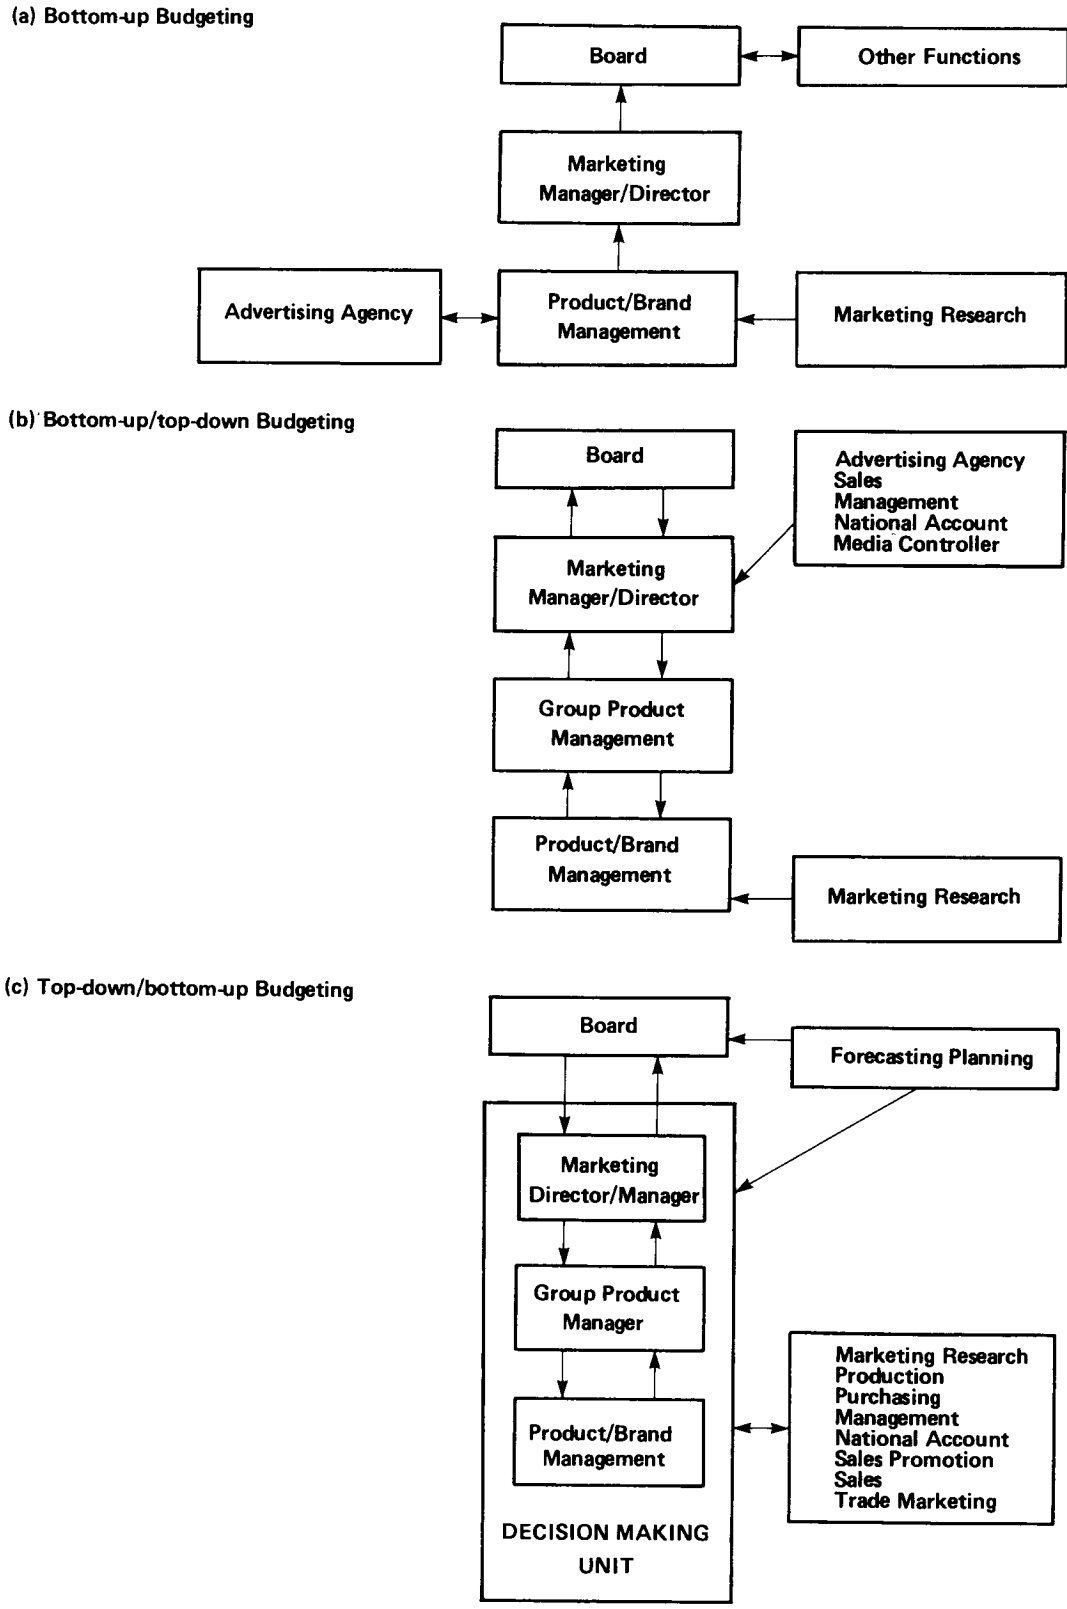 (a) Bottom-up Budgeting
Board
Other Functions
Marketing
Manager/Director
Advertising Agency
Product/Brand
Management
Marketing Research
(b) Bottom-up/top-down Budgeting
Board
Advertising Agency
Sales
Management
National Account
Media Controller
Marketing
Manager/Director
Group Product
Management
Product/Brand
Management
Marketing Research
(c) Top-down/bottom-up Budgeting
Board
Forecasting Planning
Marketing
Director/Manager
Group Product
Manager
Marketing Research
Production
Purchasing
Management
National Account
Sales Promotion
Sales
Trade Marketing
Product/Brand
Management
DECISION MAKING
UNIT